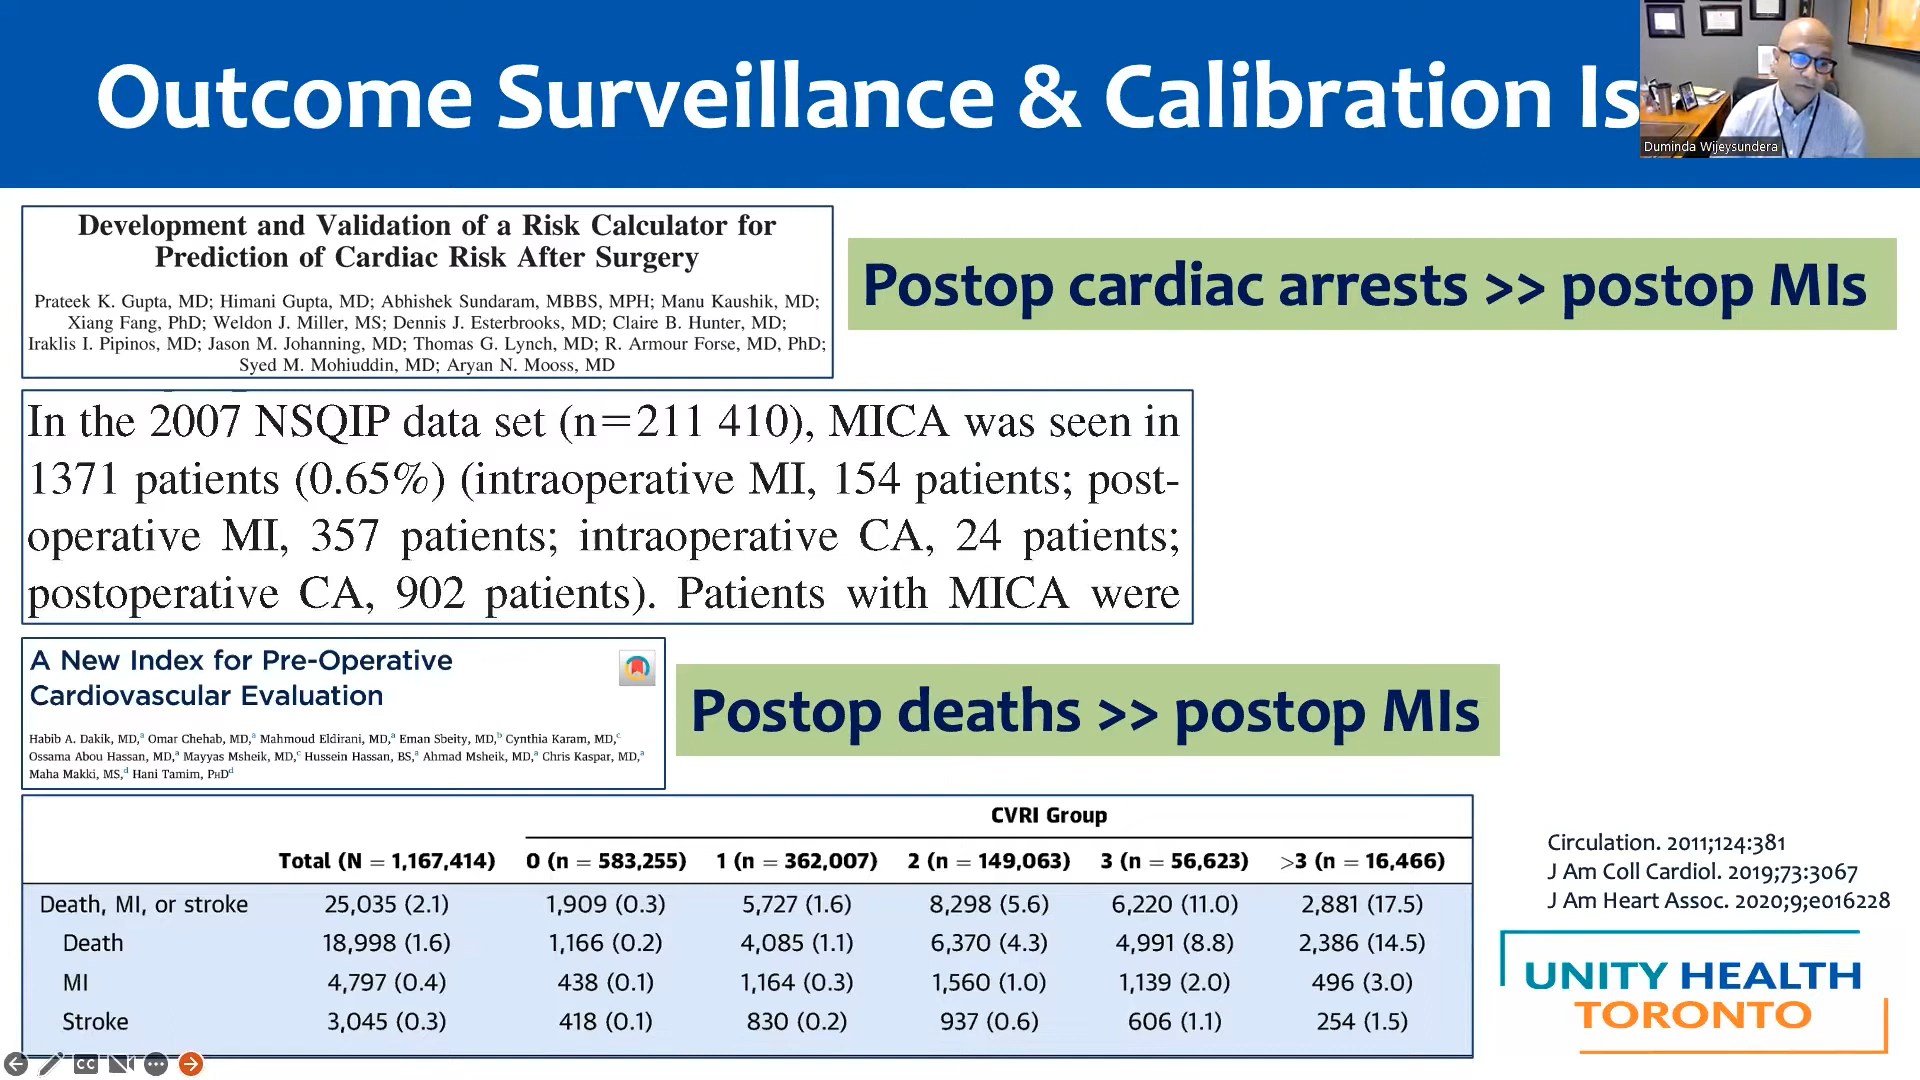 Outcome Surveillance & Calibration Is
Duminda Wijeysundera
Development and Validation of a Risk Calculator for
Prediction of Cardiac Risk After Surgery
Prateek K. Gupta, MD; Himani Gupta, MD; Abhishek Sundaram, MBBS, MPH; Manu Kaushik, MD;
Xiang Fang, PhD; Weldon J. Miller, MS; Dennis J. Esterbrooks, MD; Claire B. Hunter, MD;
Iraklis I. Pipinos, MD; Jason M. Johanning, MD; Thomas G. Lynch, MD; R. Armour Forse, MD, PhD;
Syed M. Mohiuddin, MD; Aryan N. Mooss, MD
Postop cardiac arrests >> postop MIs
In the 2007 NSQIP data set (n=211 410), MICA was seen in
1371 patients (0.65%) (intraoperative MI, 154 patients; post-
operative MI, 357 patients; intraoperative CA, 24 patients;
postoperative CA, 902 patients). Patients with MICA were
A New Index for Pre-Operative
Cardiovascular Evaluation
Habib A. Dakik, MD,a Omar Chehab, MD,a Mahmoud Eldirani, MD,a Eman Sbeity, MD,b Cynthia Karam, MD,c
Ossama Abou Hassan, MD,a Mayyas Msheik, MD,c Hussein Hassan, BS,a Ahmad Msheik, MD,a Chris Kaspar, MD,a
Maha Makki, MS,d Hani Tamim, PhDd
Postop deaths >> postop MIs
CVRI Group
Total (N = 1,167,414) 0 (n = 583,255) 1 (n = 362,007) 2 (n = 149,063) 3 (n = 56,623) >3 (n = 16,466)
Death, MI, or stroke 25,035 (2.1) 1,909 (0.3) 5,727 (1.6) 8,298 (5.6) 6,220 (11.0) 2,881 (17.5)
Death 18,998 (1.6) 1,166 (0.2) 4,085 (1.1) 6,370 (4.3) 4,991 (8.8) 2,386 (14.5)
MI 4,797 (0.4) 438 (0.1) 1,164 (0.3) 1,560 (1.0) 1,139 (2.0) 496 (3.0)
Stroke 3,045 (0.3) 418 (0.1) 830 (0.2) 937 (0.6) 606 (1.1) 254 (1.5)
Circulation. 2011;124:381
J Am Coll Cardiol. 2019;73:3067
J Am Heart Assoc. 2020;9;e016228
UNITY HEALTH
TORONTO
CC